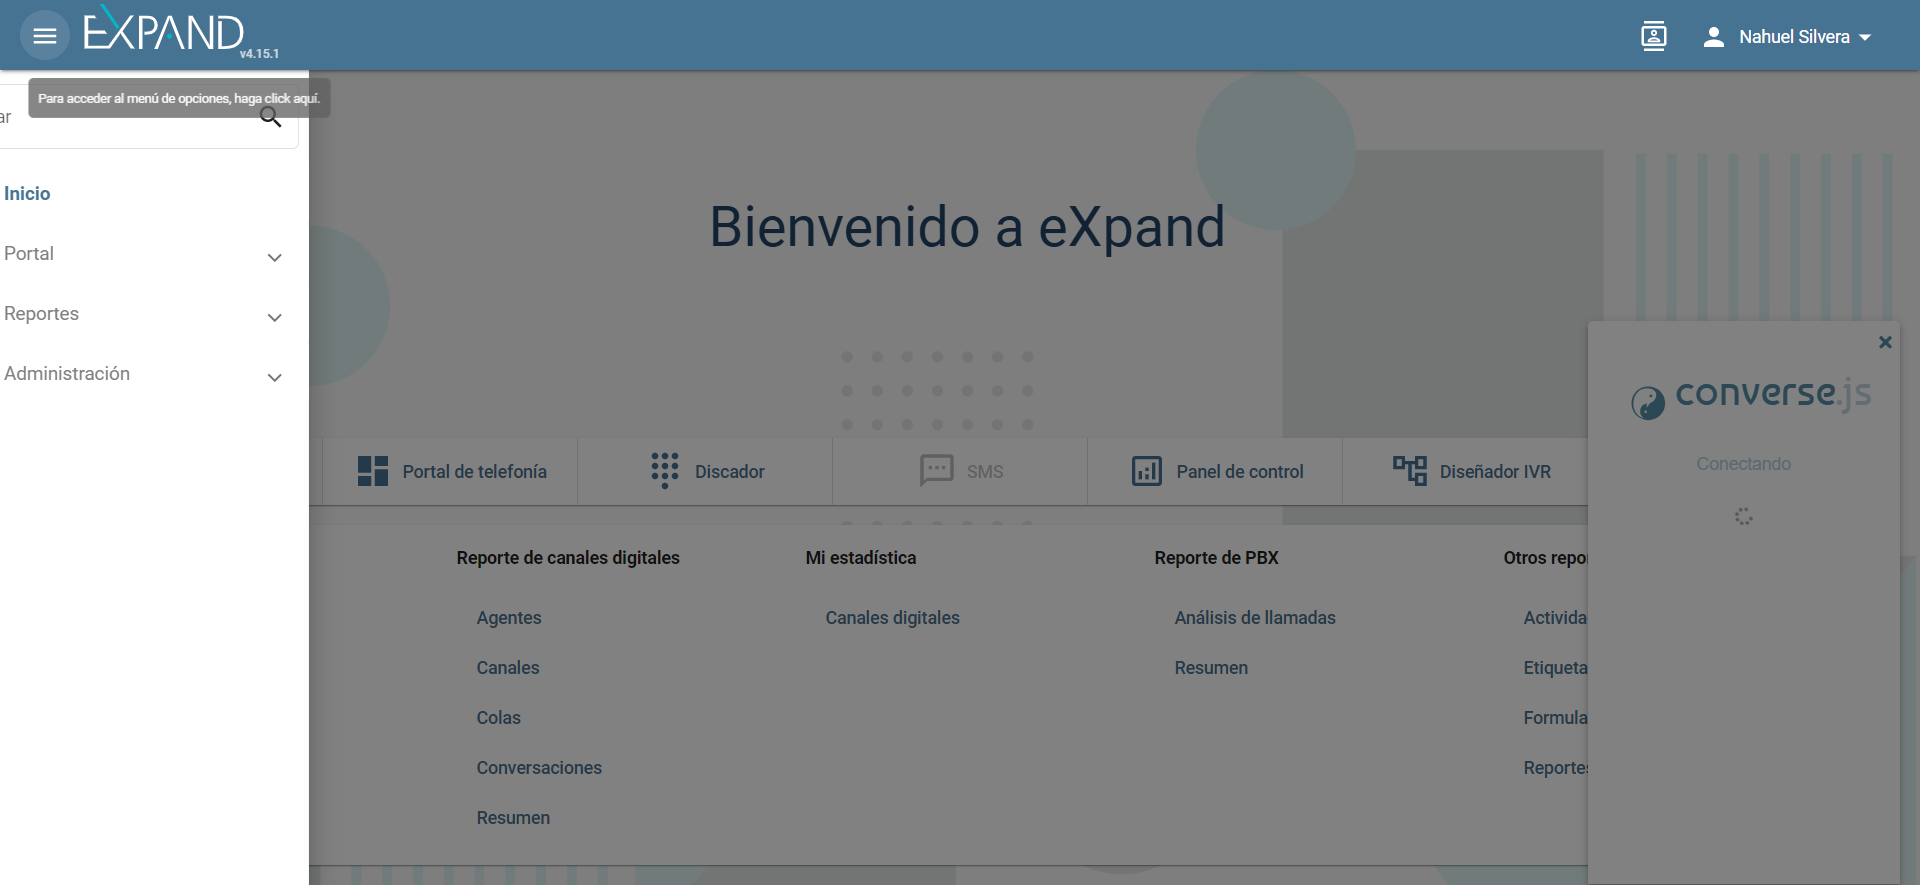 EXPAND
v4.15.1
Nahuel Silvera
Para acceder al menú de opciones, haga click aquí.
ar
Inicio
Portal
Reportes
Administración
Bienvenido a eXpand
Portal de telefonía
Discador
SMS
Panel de control
Diseñador IVR
Reporte de canales digitales
Agentes
Canales
Colas
Conversaciones
Resumen
Mi estadística
Canales digitales
Reporte de PBX
Análisis de llamadas
Resumen
Otros repo
Activida
Etiqueta
Formula
Reportes
converse.js
Conectando